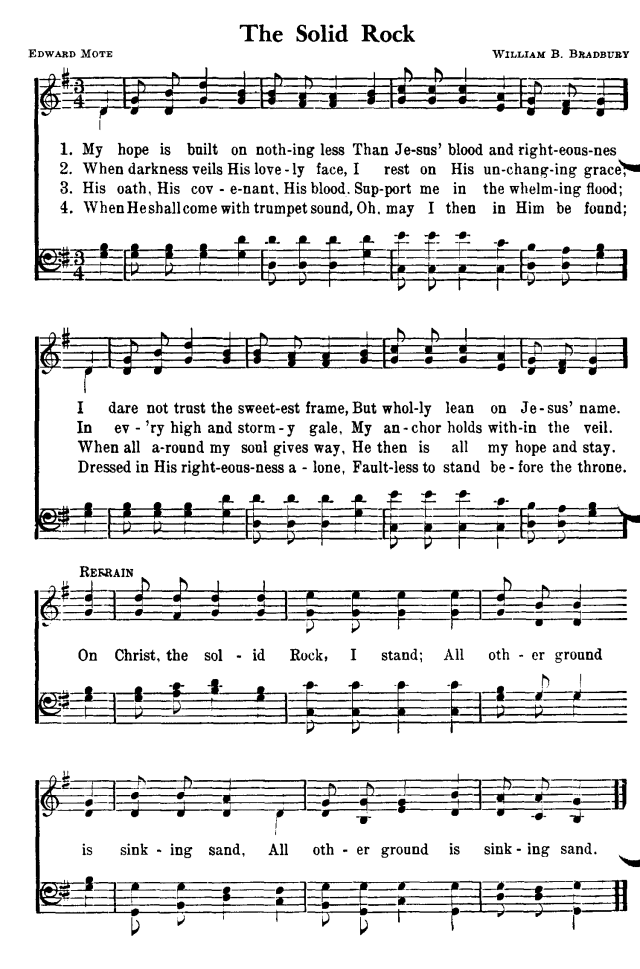 The Solid Rock
EDWARD MOTE
WILLIAM B. BRADBURY
3
4
1. My hope is built on noth-ing less Than Je-sus' blood and right-eous-nes
2. When darkness veils His love-ly face, I rest on His un-chang-ing grace;
3. His oath, His cov-e-nant, His blood. Sup-port me in the whelm-ing flood;
4. When He shall come with trumpet sound, Oh, may I then in Him be found;
3
4
I dare not trust the sweet-est frame, But whol-ly lean on Je-sus' name.
In ev-'ry high and storm-y gale, My an-chor holds with-in the veil.
When all a-round my soul gives way, He then is all my hope and stay.
Dressed in His right-eous-ness a-lone, Fault-less to stand be-fore the throne.
REFRAIN
On Christ, the sol-id Rock, I stand; All oth-er ground
is sink-ing sand, All oth-er ground is sink-ing sand.